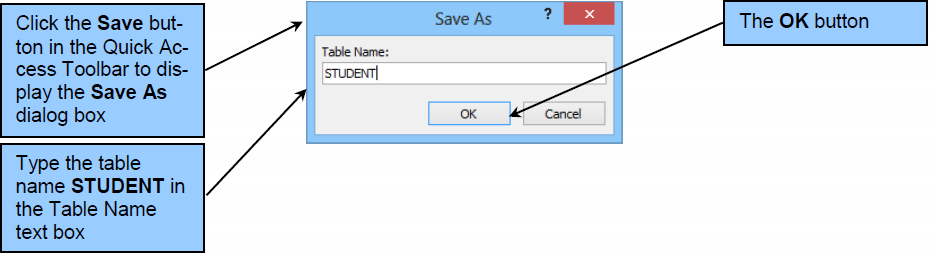 Click the Save but-
ton in the Quick Ac-
cess Toolbar to dis-
play the Save As
dialog box
Type the table
name STUDENT in
the Table Name
text box
Save As
?
Table Name:
STUDENT
OK
Cancel
The OK button